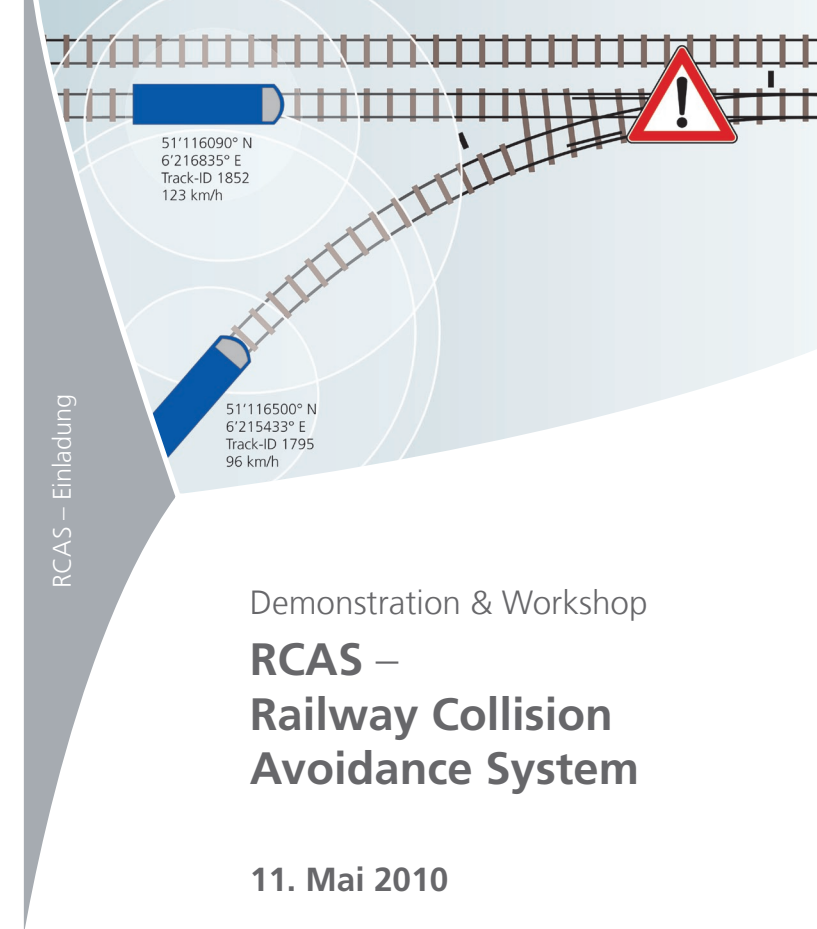 51’116090° N
6’216835° E
Track-ID 1852
123 km/h
51’116500° N
6’215433° E
Track-ID 1795
96 km/h
RCAS – Einladung
Demonstration & Workshop
RCAS –
Railway Collision
Avoidance System
11. Mai 2010